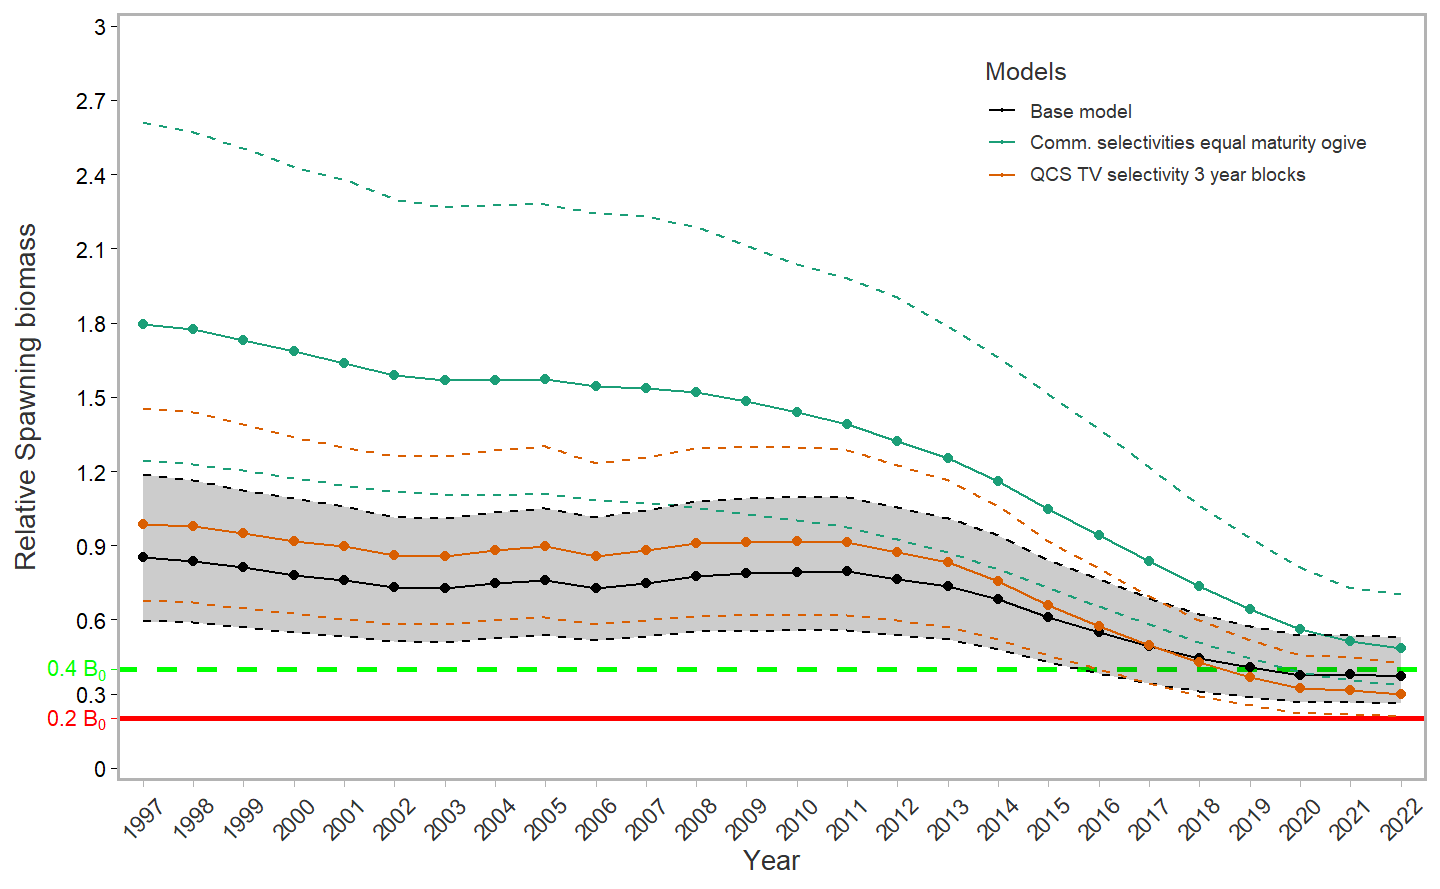 Relative Spawning biomass
3
2.7
2.4
2.1
1.8
1.5
1.2
0.9
0.6
0.4 B0
0.3
0.2 B0
0
Models
Base model
Comm. selectivities equal maturity ogive
QCS TV selectivity 3 year blocks
1997 1998 1999 2000 2001 2002 2003 2004 2005 2006 2007 2008 2009 2010 2011 2012 2013 2014 2015 2016 2017 2018 2019 2020 2021 2022
Year